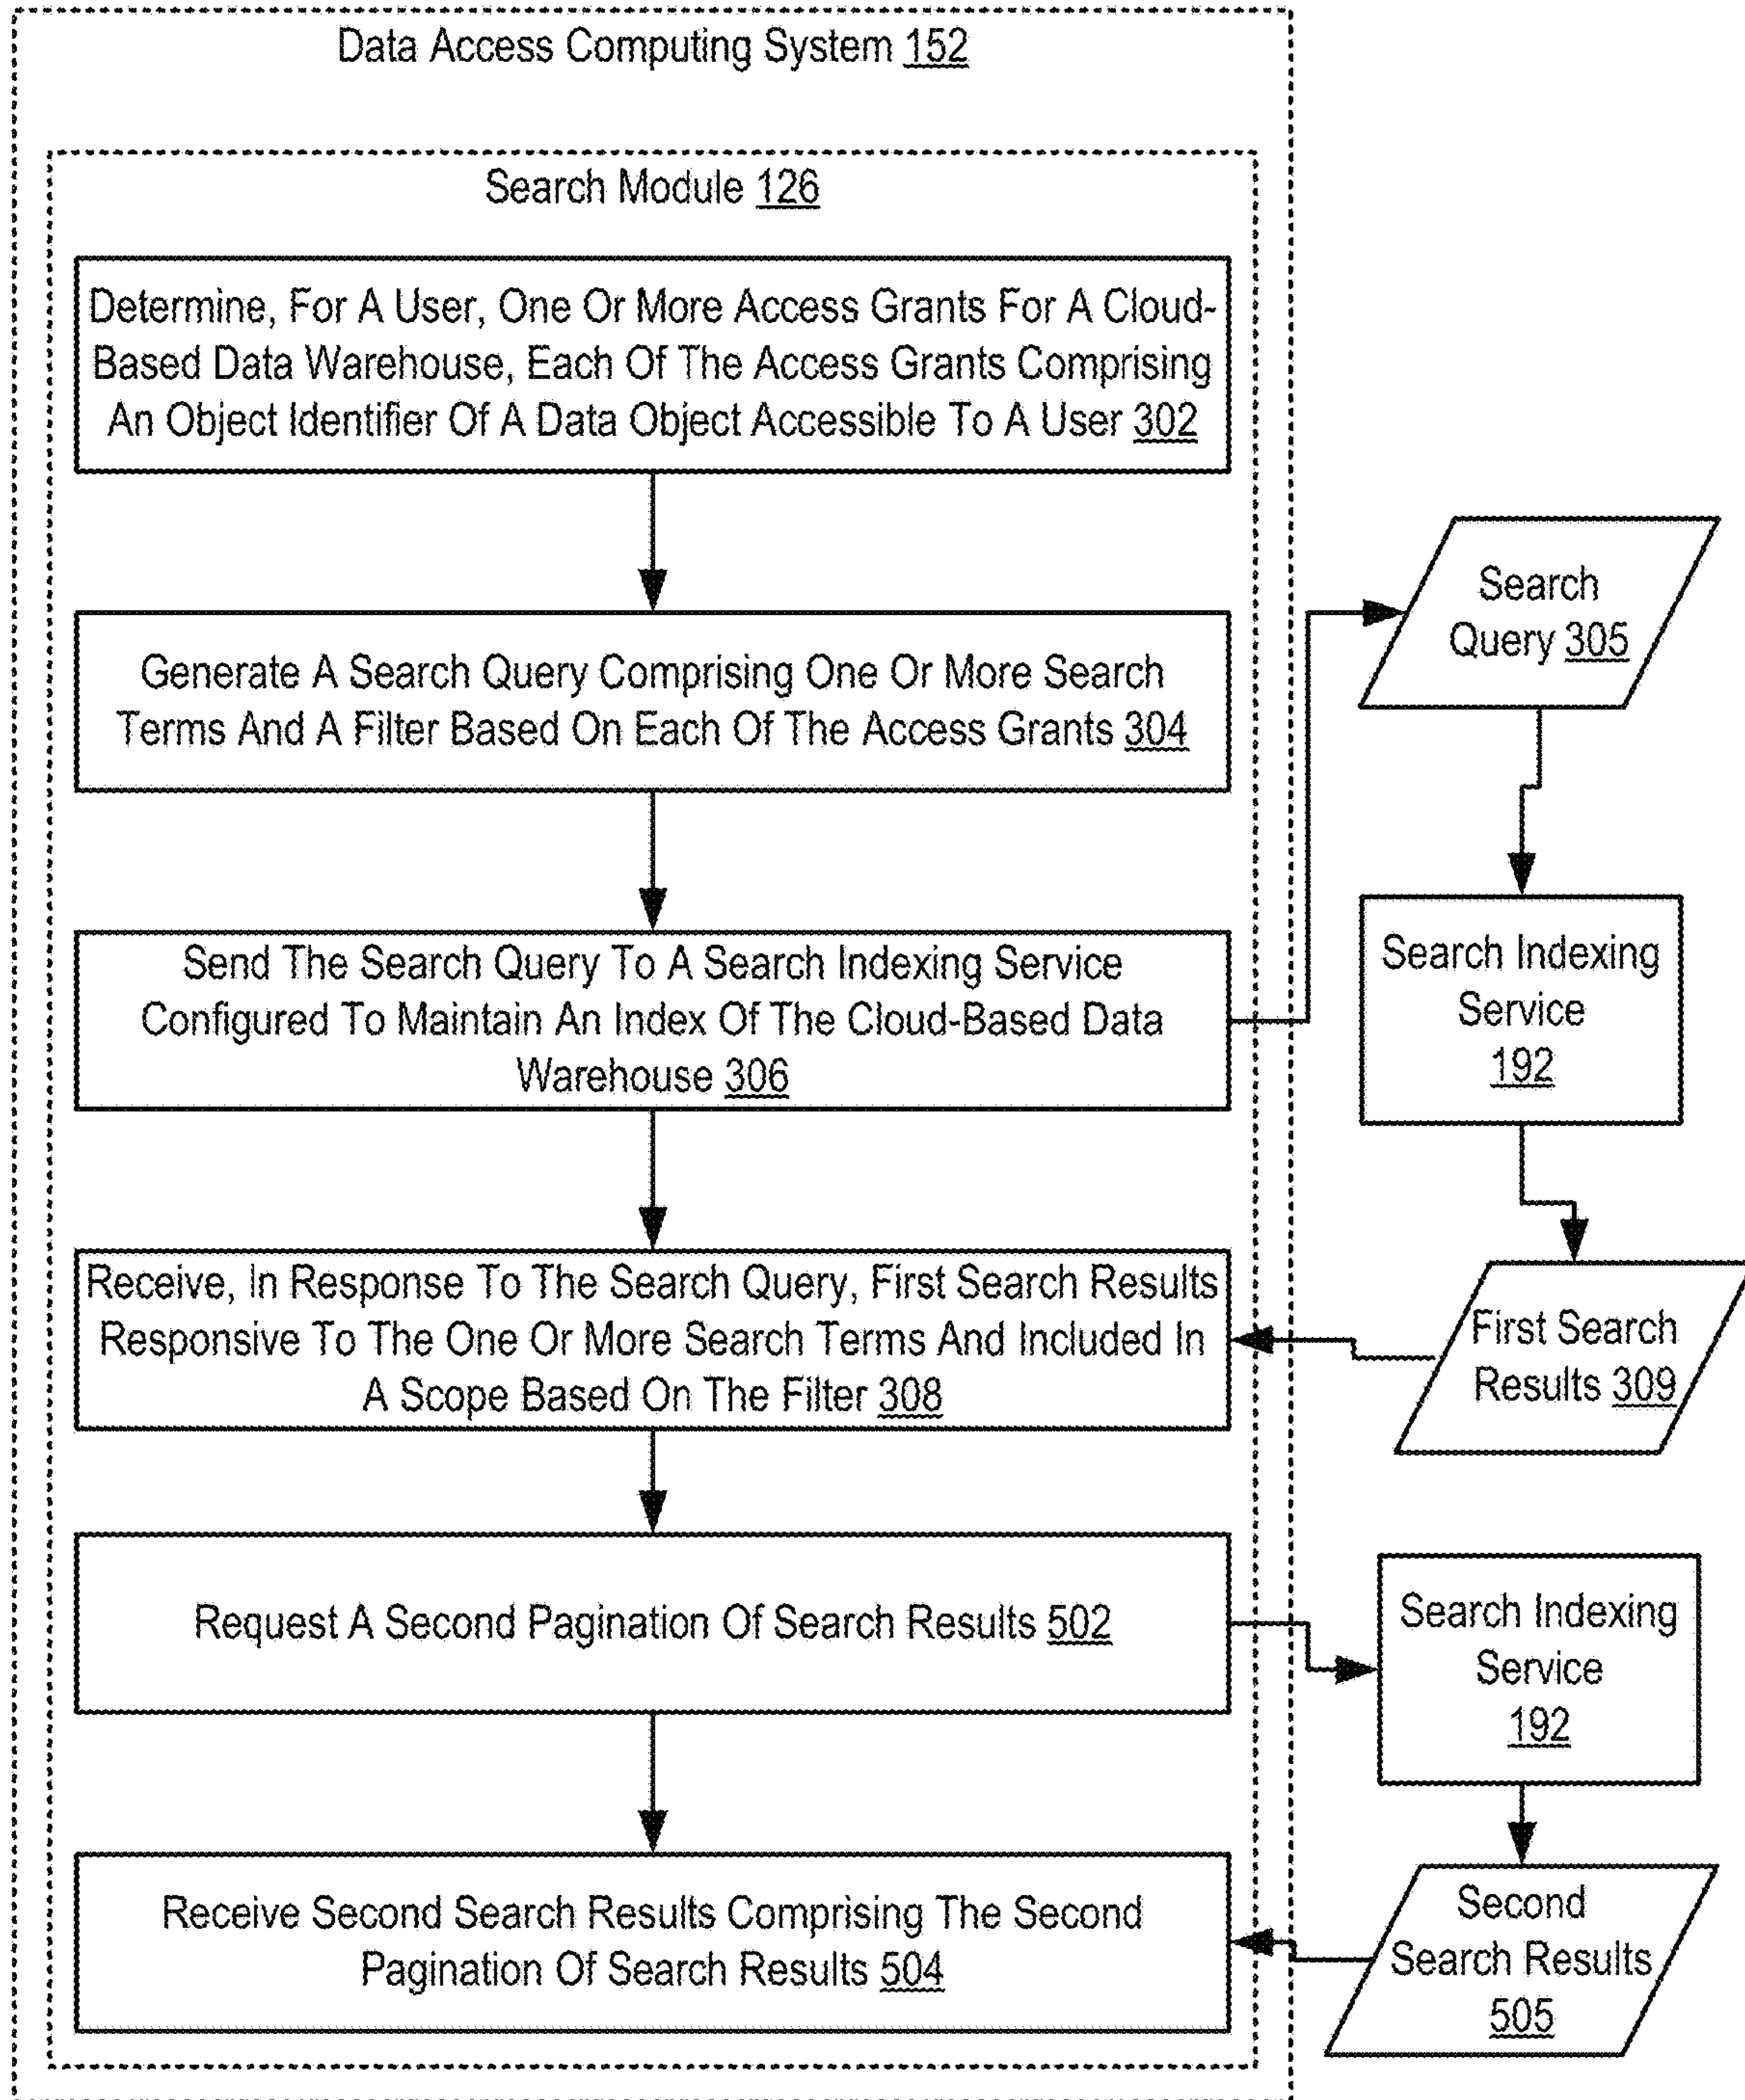 Data Access Computing System 152
Search Module 126
Determine, For A User, One Or More Access Grants For A Cloud-
Based Data Warehouse, Each Of The Access Grants Comprising
An Object Identifier Of A Data Object Accessible To A User 302
Generate A Search Query Comprising One Or More Search
Terms And A Filter Based On Each Of The Access Grants 304
Search
Query 305
Send The Search Query To A Search Indexing Service
Configured To Maintain An Index Of The Cloud-Based Data
Warehouse 306
Search Indexing
Service
192
Receive, In Response To The Search Query, First Search Results
Responsive To The One Or More Search Terms And Included In
A Scope Based On The Filter 308
First Search
Results 309
Request A Second Pagination Of Search Results 502
Search Indexing
Service
192
Receive Second Search Results Comprising The Second
Pagination Of Search Results 504
Second
Search Results
505